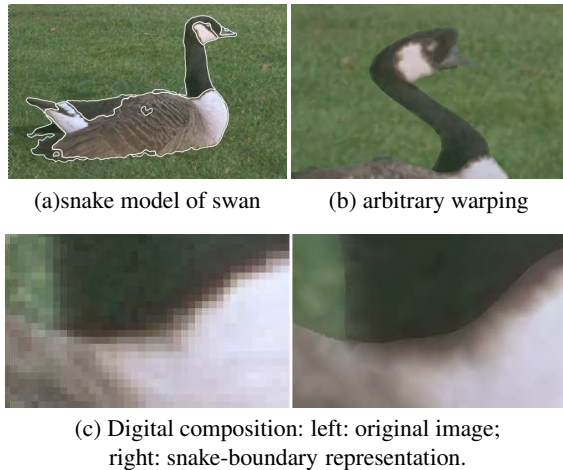 (a)snake model of swan
(b) arbitrary warping
(c) Digital composition: left: original image;
right: snake-boundary representation.